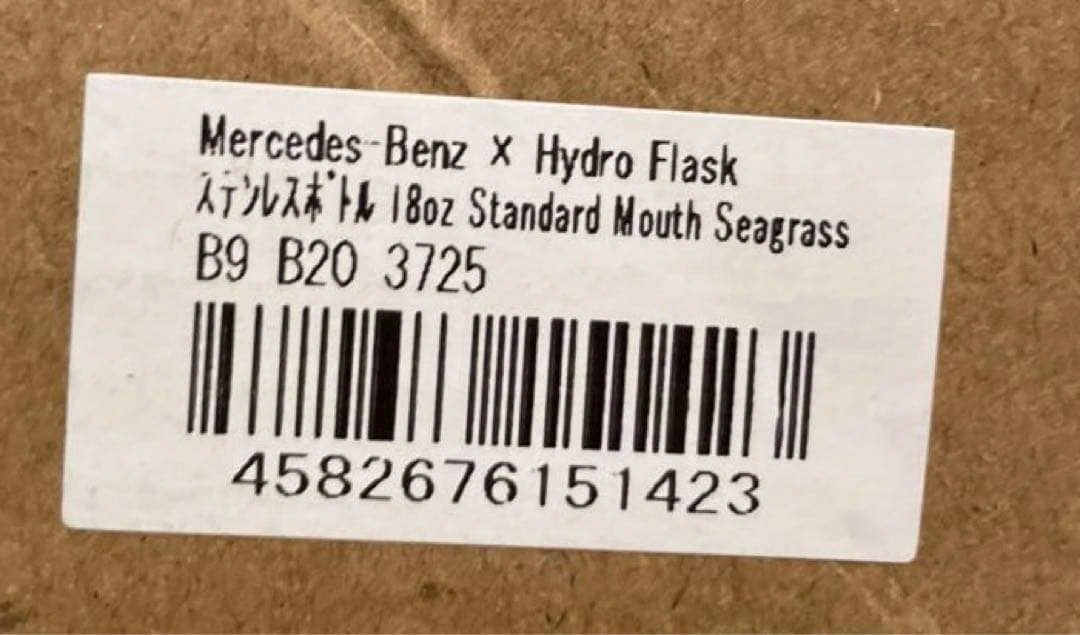 Mercedes-Benz x Hydro Flask
ｽﾃﾝﾚｽﾎﾞﾄﾙ 18oz Standard Mouth Seagrass
B9 B20 3725
4582676151423